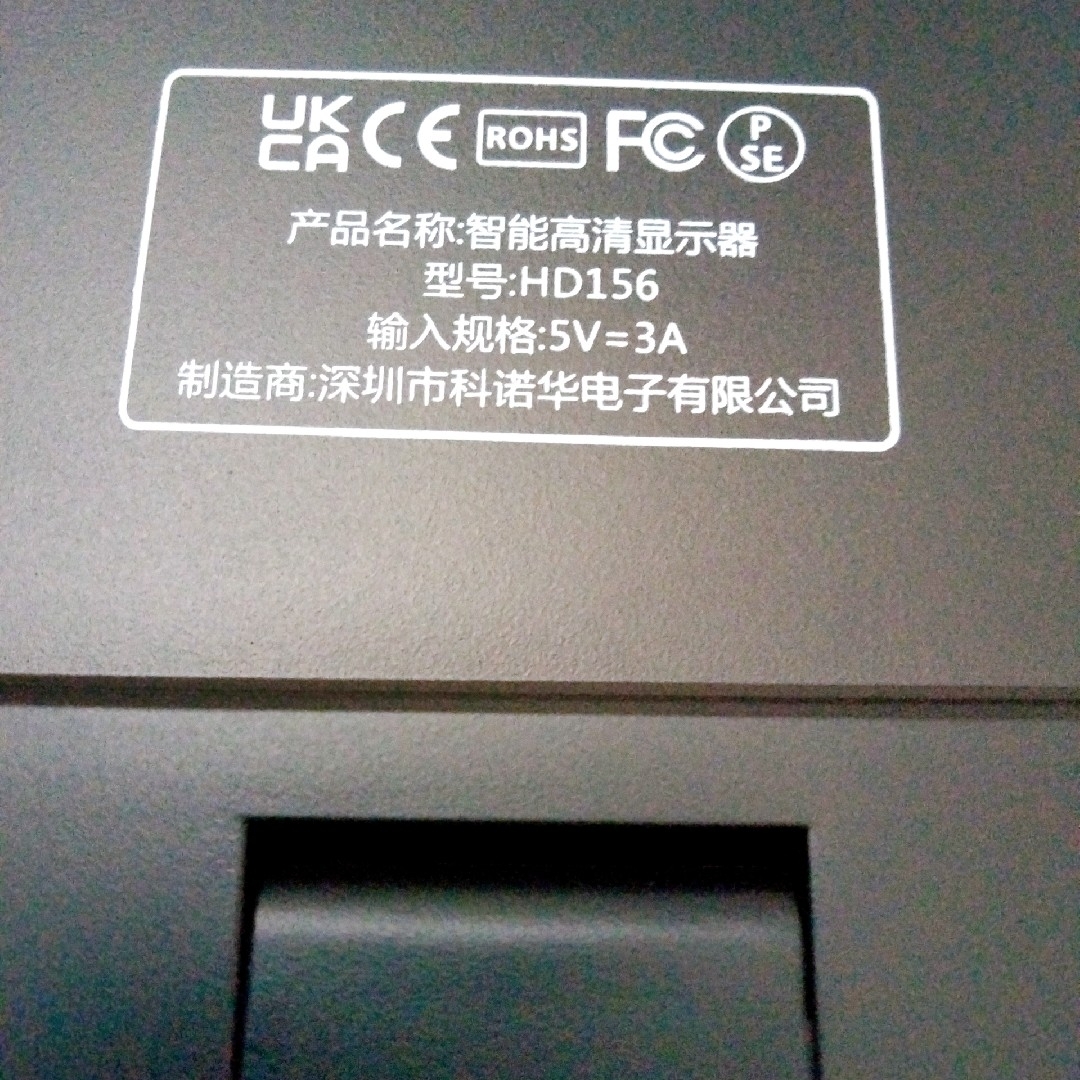 UK CA CE ROHS FC PSE
产品名称:智能高清显示器
型号:HD156
输入规格:5V=3A
制造商:深圳市科诺华电子有限公司